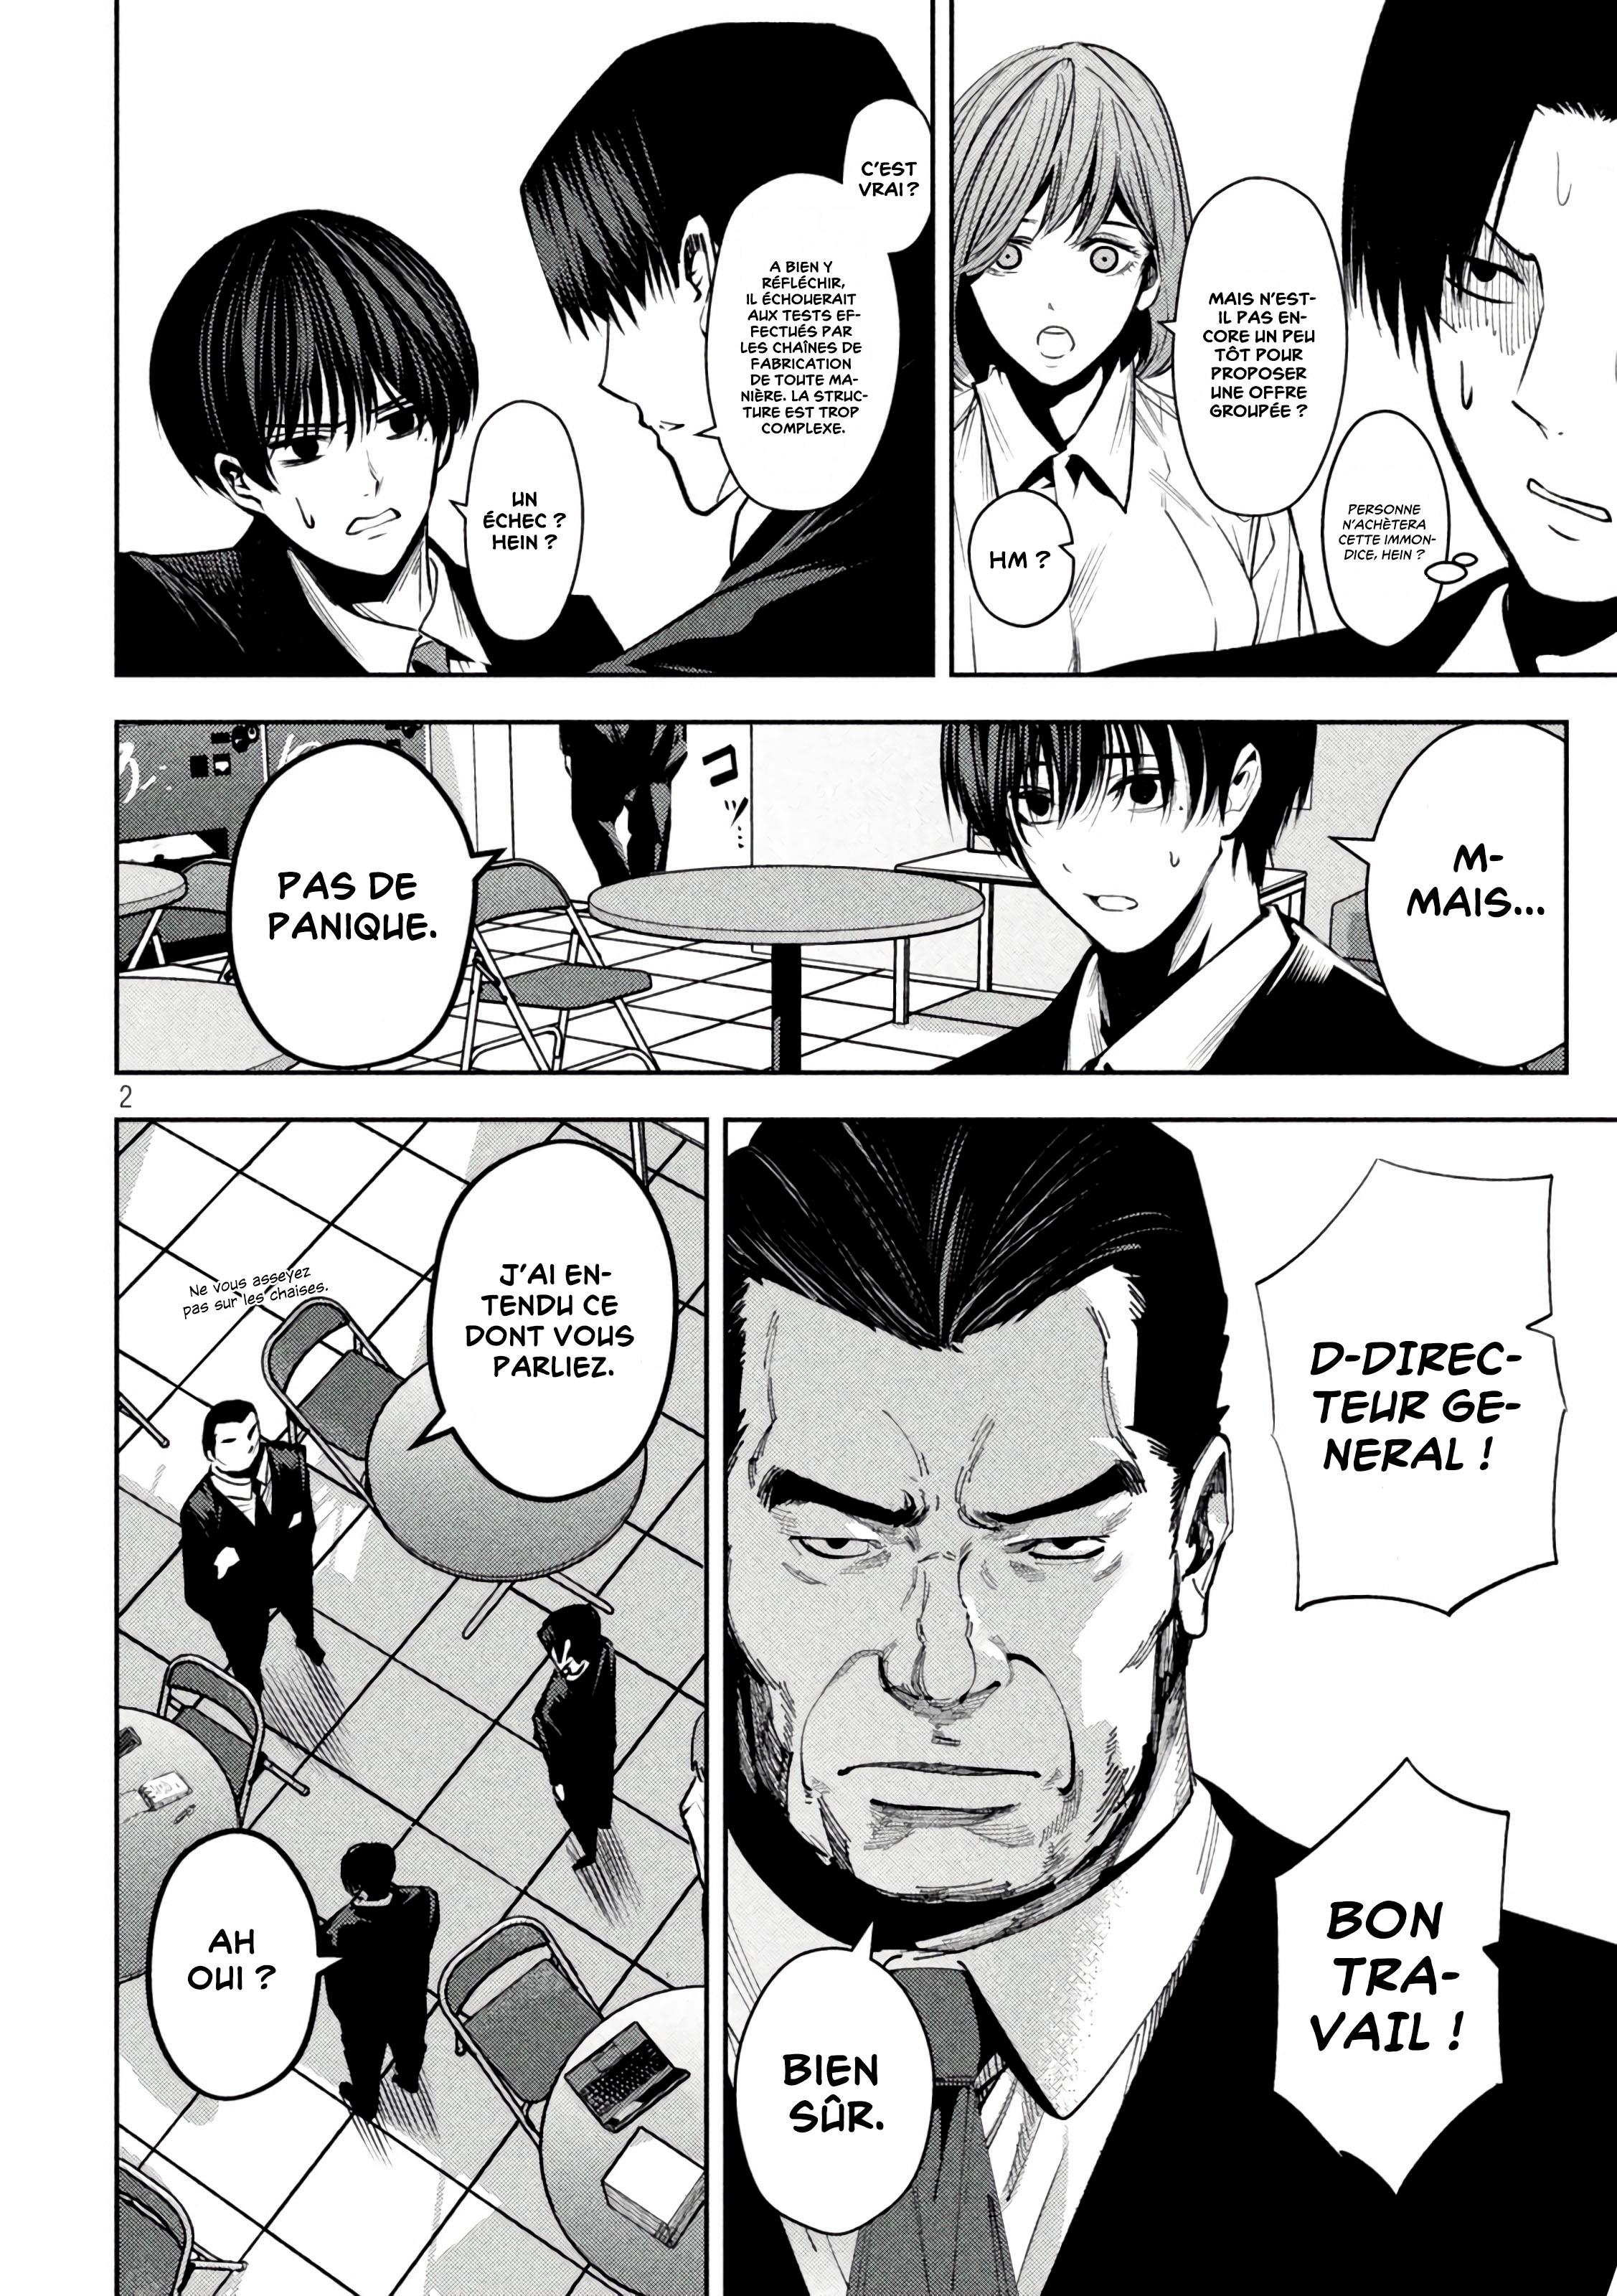 MAIS N'EST-
IL PAS EN-
CORE UN PEU
TÔT POUR
PROPOSER
UNE OFFRE
GROUPÉE ?
PERSONNE
N'ACHÈTERA
CETTE IMMON-
DICE, HEIN ?
HM ?
C'EST
VRAI ?
A BIEN Y
RÉFLÉCHIR,
IL ÉCHOUERAIT
AUX TESTS EF-
FECTUÉS PAR
LES CHAÎNES DE
FABRICATION
DE TOUTE MA-
NIÈRE. LA STRUC-
TURE EST TROP
COMPLEXE.
UN
ÉCHEC ?
HEIN ?
M-
MAIS...
コッ…
PAS DE
PANIQUE.
2
D-DIREC-
TEUR GE-
NERAL !
BON
TRA-
VAIL !
BIEN
SÛR.
J'AI EN-
TENDU CE
DONT VOUS
PARLIEZ.
Ne vous asseyez
pas sur les chaises.
AH
OUI ?